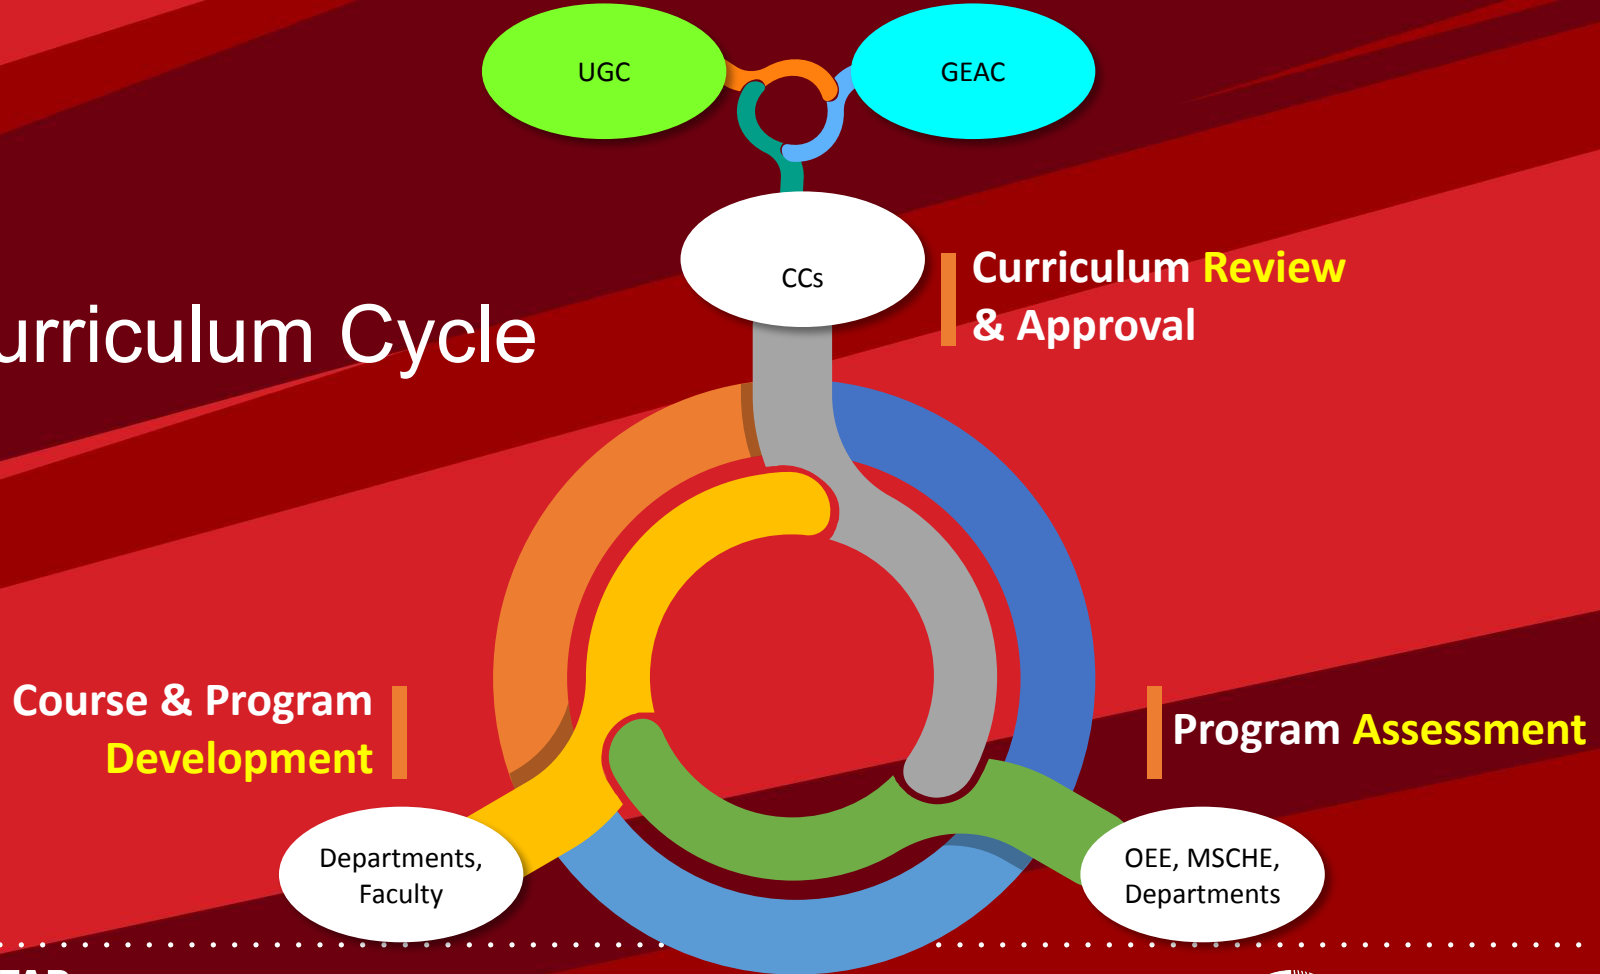 UGC
GEAC
CCs
Curriculum Review
& Approval
urriculum Cycle
Course & Program
Development
Program Assessment
Departments,
Faculty
OEE, MSCHE,
Departments